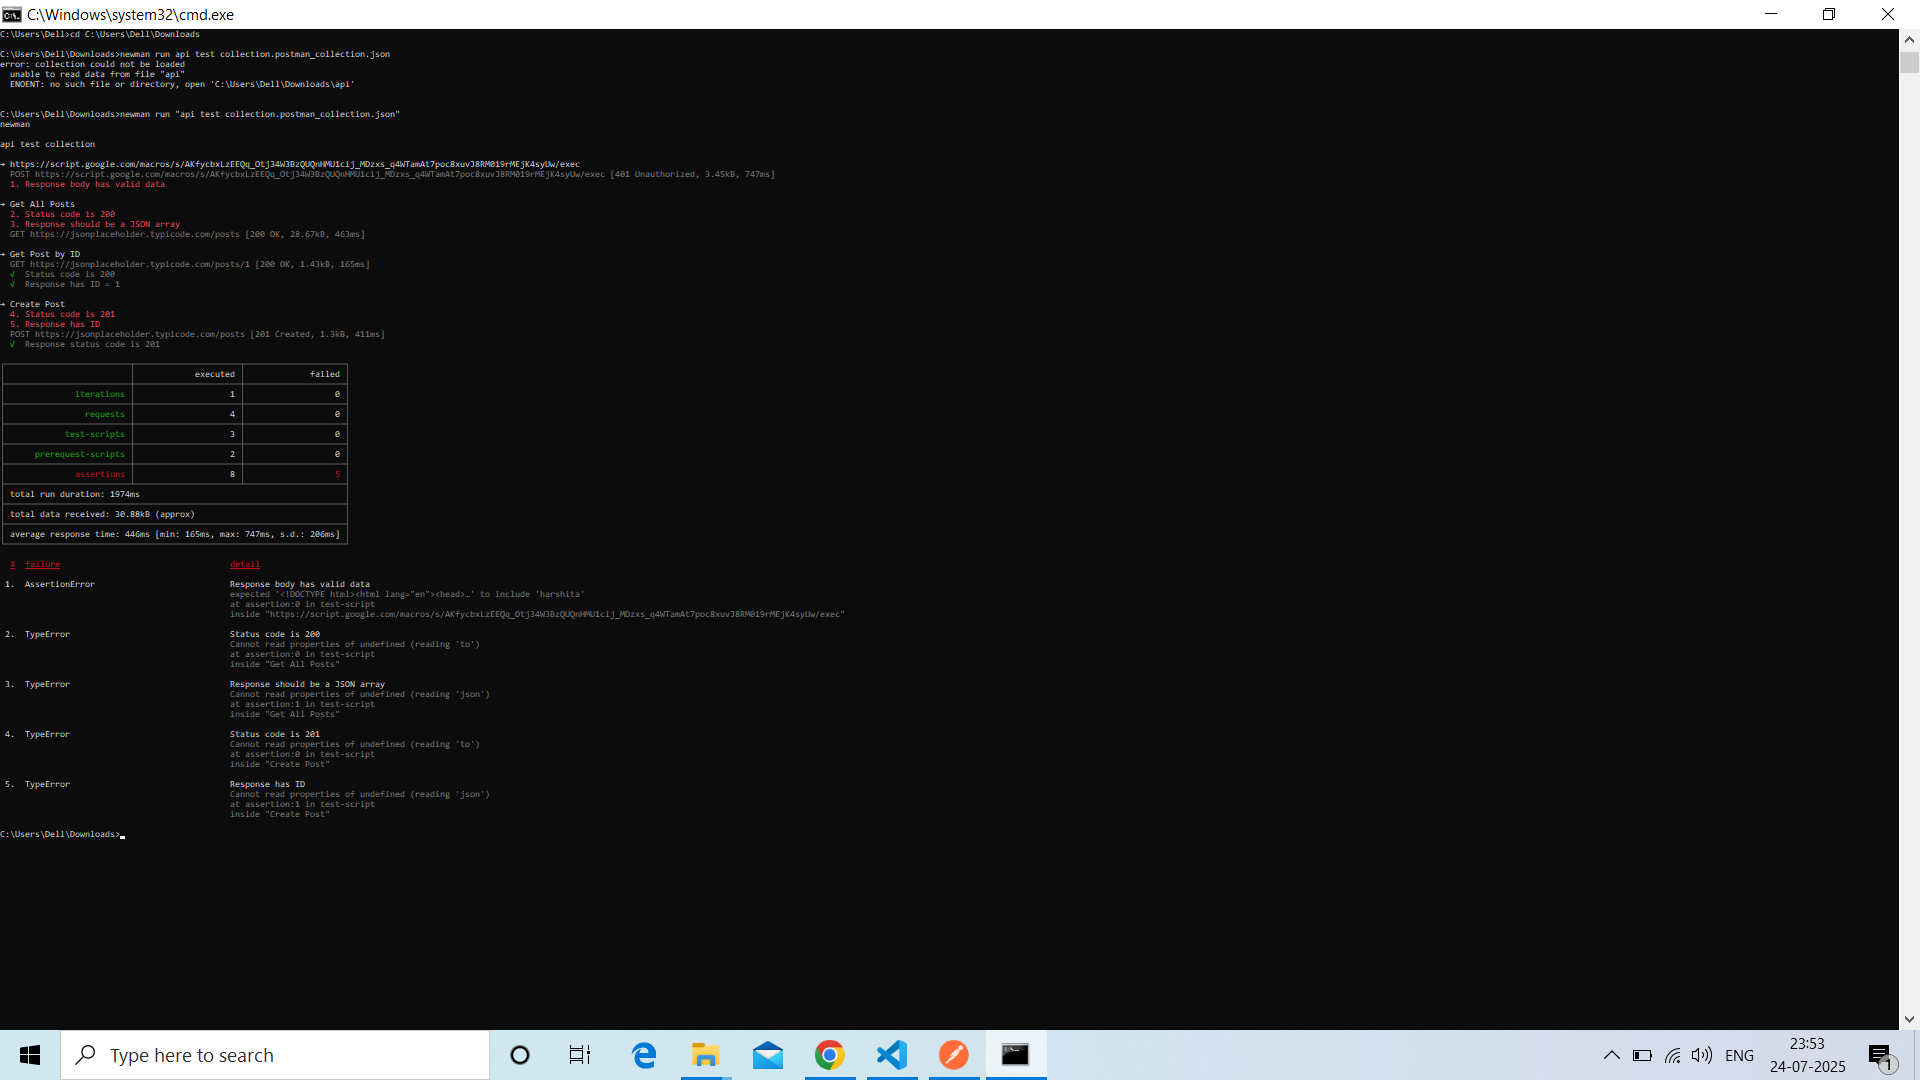 C:\Windows\system32\cmd.exe
C:\Users\Dell>cd C:\Users\Dell\Downloads
C:\Users\Dell\Downloads>newman run api test collection.postman_collection.json
error: collection could not be loaded
unable to read data from file "api"
ENOENT: no such file or directory, open 'C:\Users\Dell\Downloads\api'
C:\Users\Dell\Downloads>newman run "api test collection.postman_collection.json"
newman
api test collection
→ https://script.google.com/macros/s/AKfycbxLzEEQq_Otj34W3BzQUQnHMU1cij_MDzxs_q4WTamAt7poc8xuvJ8RM019rMEjK4syUw/exec
POST https://script.google.com/macros/s/AKfycbxLzEEQq_Otj34W3BzQUQnHMU1cij_MDzxs_q4WTamAt7poc8xuvJ8RM019rMEjK4syUw/exec [401 Unauthorized, 3.45kB, 747ms]
1. Response body has valid data
→ Get All Posts
2. Status code is 200
3. Response should be a JSON array
GET https://jsonplaceholder.typicode.com/posts [200 OK, 28.67kB, 463ms]
→ Get Post by ID
GET https://jsonplaceholder.typicode.com/posts/1 [200 OK, 1.43kB, 165ms]
√ Status code is 200
√ Response has ID = 1
→ Create Post
4. Status code is 201
5. Response has ID
POST https://jsonplaceholder.typicode.com/posts [201 Created, 1.3kB, 411ms]
√ Response status code is 201
executed failed
iterations 1 0
requests 4 0
test-scripts 3 0
prerequest-scripts 2 0
assertions 8 5
total run duration: 1974ms
total data received: 30.88kB (approx)
average response time: 446ms [min: 165ms, max: 747ms, s.d.: 206ms]
# failure detail
1. AssertionError Response body has valid data
expected '<!DOCTYPE html><html lang="en"><head>…' to include 'harshita'
at assertion:0 in test-script
inside "https://script.google.com/macros/s/AKfycbxLzEEQq_Otj34W3BzQUQnHMU1cij_MDzxs_q4WTamAt7poc8xuvJ8RM019rMEjK4syUw/exec"
2. TypeError Status code is 200
Cannot read properties of undefined (reading 'to')
at assertion:0 in test-script
inside "Get All Posts"
3. TypeError Response should be a JSON array
Cannot read properties of undefined (reading 'json')
at assertion:1 in test-script
inside "Get All Posts"
4. TypeError Status code is 201
Cannot read properties of undefined (reading 'to')
at assertion:0 in test-script
inside "Create Post"
5. TypeError Response has ID
Cannot read properties of undefined (reading 'json')
at assertion:1 in test-script
inside "Create Post"
C:\Users\Dell\Downloads>
Type here to search
ENG
23:53
24-07-2025
1